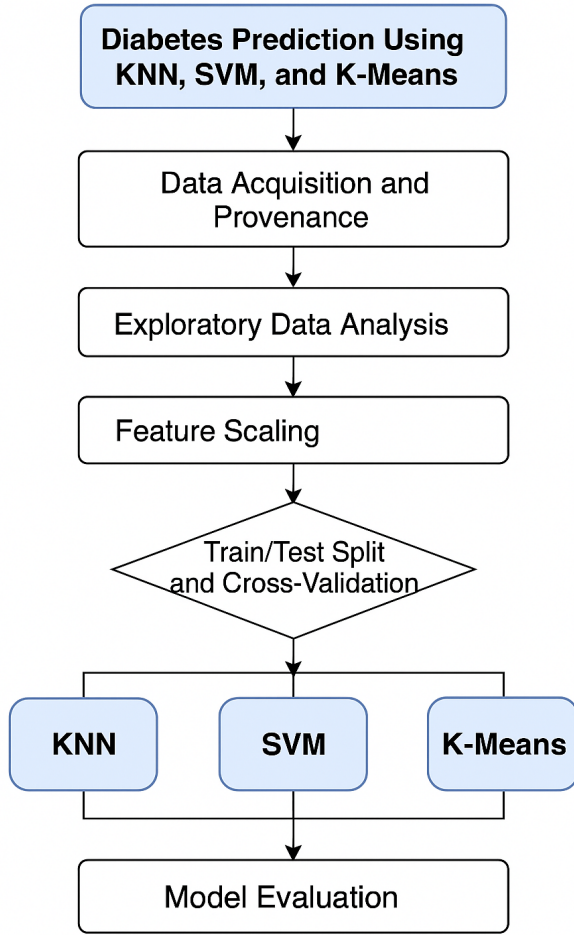 Diabetes Prediction Using
KNN, SVM, and K-Means
Data Acquisition and
Provenance
Exploratory Data Analysis
Feature Scaling
Train/Test Split
and Cross-Validation
KNN
SVM
K-Means
Model Evaluation